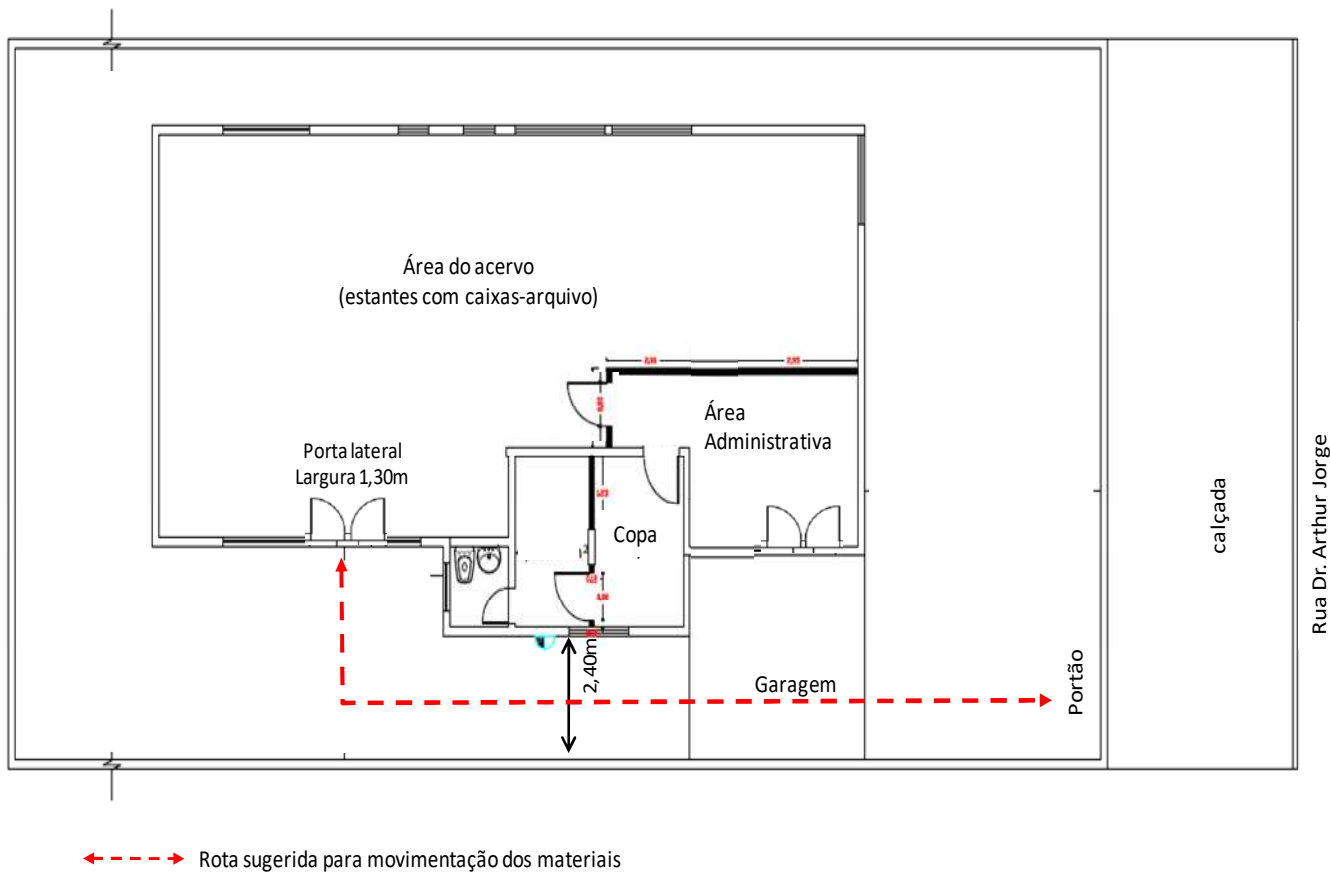 Área do acervo
(estantes com caixas-arquivo)
Área
Administrativa
Porta lateral
Largura 1,30m
Copa
2,40m
Garagem
Portão
calçada
Rua Dr. Arthur Jorge
Rota sugerida para movimentação dos materiais